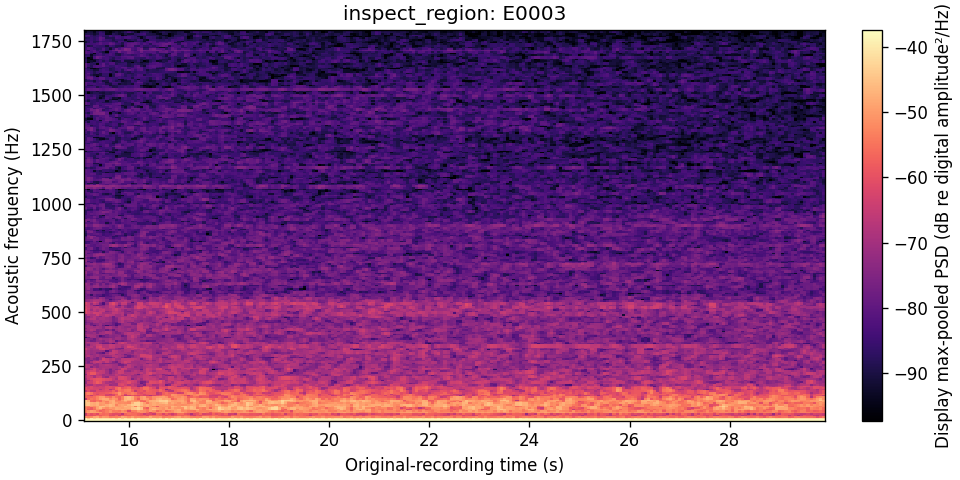 inspect_region: E0003
Acoustic frequency (Hz)
1750
1500
1250
1000
750
500
250
0
16 18 20 22 24 26 28
Original-recording time (s)
−40
−50
−60
−70
−80
−90
Display max-pooled PSD (dB re digital amplitude²/Hz)